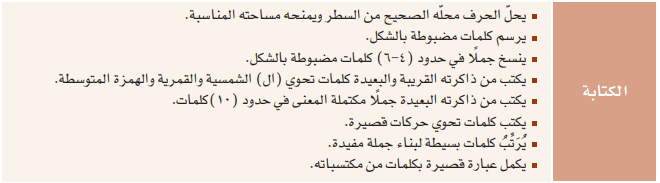 الكتابة
▪ يحلّ الحرف محلّه الصحيح من السطر ويمنحه مساحته المناسبة.
▪ يرسم كلمات مضبوطة بالشكل.
▪ ينسخ جملًا في حدود (٤-٦) كلمات مضبوطة بالشكل.
▪ يكتب من ذاكرته القريبة والبعيدة كلمات تحوي (ال) الشمسية والقمرية والهمزة المتوسطة.
▪ يكتب من ذاكرته البعيدة جملًا مكتملة المعنى في حدود (١٠) كلمات.
▪ يكتب كلمات تحوي حركات قصيرة.
▪ يُرَتِّبُ كلمات بسيطة لبناء جملة مفيدة.
▪ يكمل عبارة قصيرة بكلمات من مكتسباته.